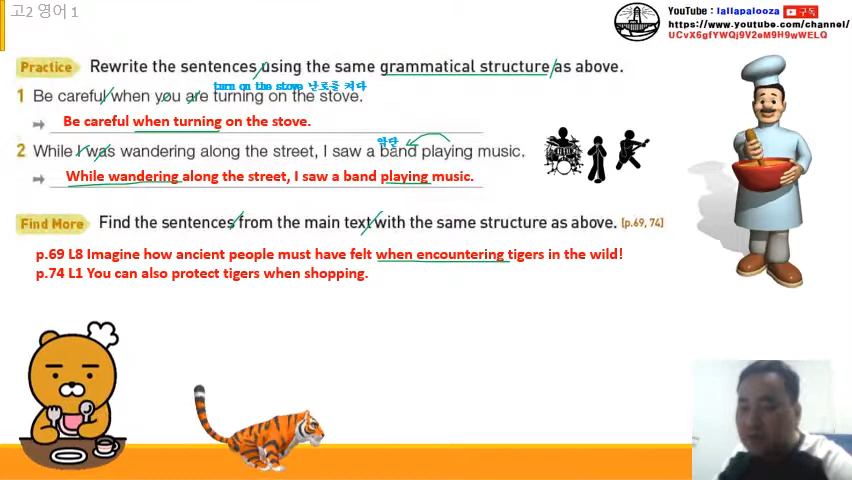 고2 영어 1
YouTube : lallapalooza 구독
https://www.youtube.com/channel/
UCvX6gfYWQj9V2eM9H9wWELQ
Practice Rewrite the sentences using the same grammatical structure as above.
turn on the stove 난로를 켜다
1 Be careful when you are turning on the stove.
Be careful when turning on the stove.
악단
2 While I was wandering along the street, I saw a band playing music.
While wandering along the street, I saw a band playing music.
Find More Find the sentences from the main text with the same structure as above. [p.69, 74]
p.69 L8 Imagine how ancient people must have felt when encountering tigers in the wild!
p.74 L1 You can also protect tigers when shopping.